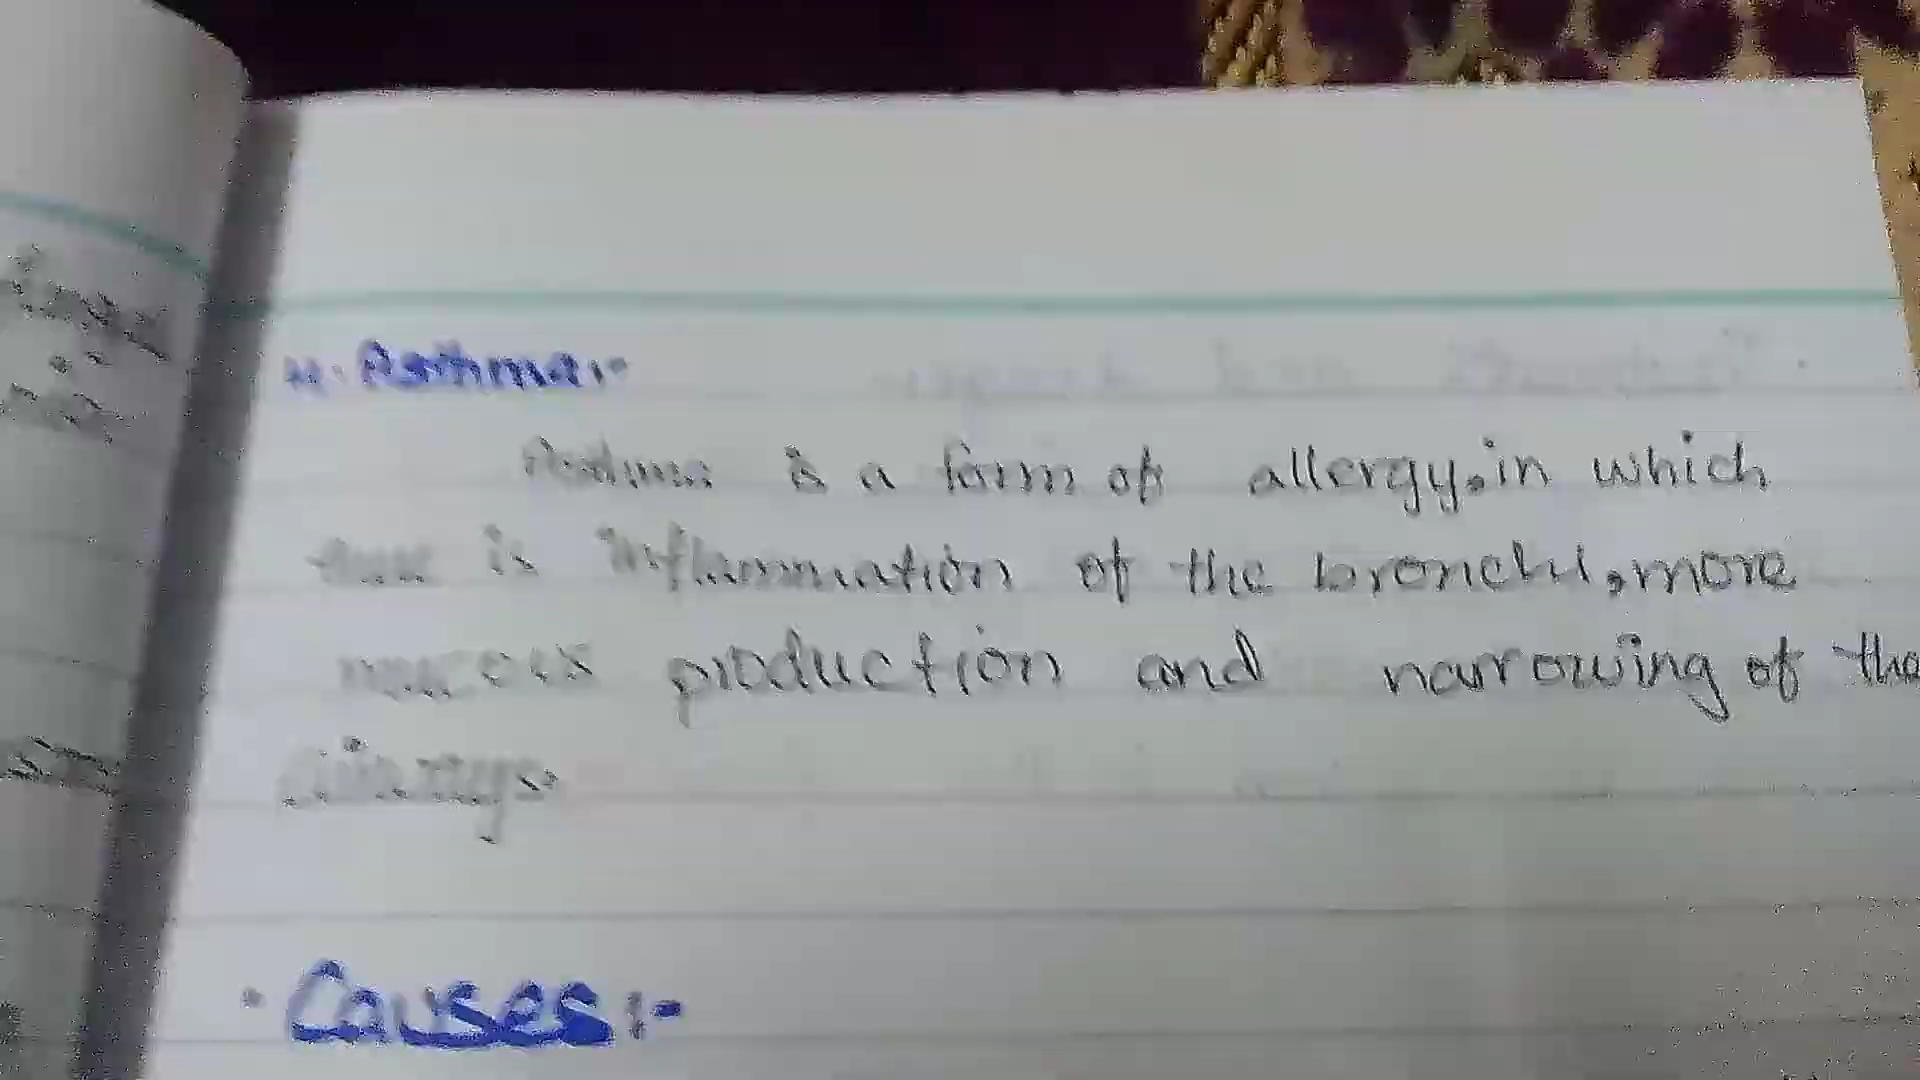 Asthma:-
Asthma is a form of allergy, in which
there is inflammation of the bronchi, more
mucous production and narrowing of the
airways.
• Causes:-